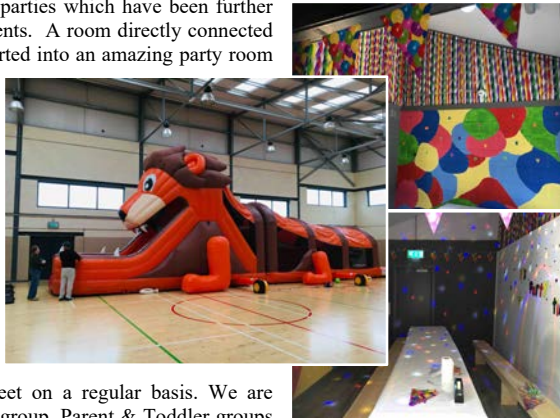 parties which have been further
ents. A room directly connected
rted into an amazing party room
eet on a regular basis. We are
group, Parent & Toddler groups